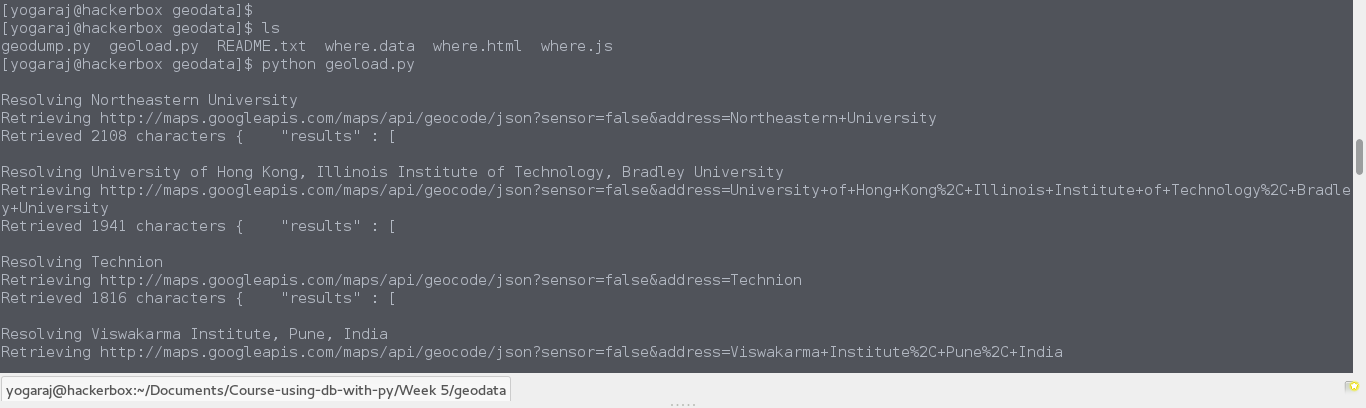 [yogaraj@hackerbox geodata]$
[yogaraj@hackerbox geodata]$ ls
geodump.py  geoload.py  README.txt  where.data  where.html  where.js
[yogaraj@hackerbox geodata]$ python geoload.py
Resolving Northeastern University
Retrieving http://maps.googleapis.com/maps/api/geocode/json?sensor=false&address=Northeastern+University
Retrieved 2108 characters {    "results" : [
Resolving University of Hong Kong, Illinois Institute of Technology, Bradley University
Retrieving http://maps.googleapis.com/maps/api/geocode/json?sensor=false&address=University+of+Hong+Kong%2C+Illinois+Institute+of+Technology%2C+Bradle
y+University
Retrieved 1941 characters {    "results" : [
Resolving Technion
Retrieving http://maps.googleapis.com/maps/api/geocode/json?sensor=false&address=Technion
Retrieved 1816 characters {    "results" : [
Resolving Viswakarma Institute, Pune, India
Retrieving http://maps.googleapis.com/maps/api/geocode/json?sensor=false&address=Viswakarma+Institute%2C+Pune%2C+India
yogaraj@hackerbox:~/Documents/Course-using-db-with-py/Week 5/geodata